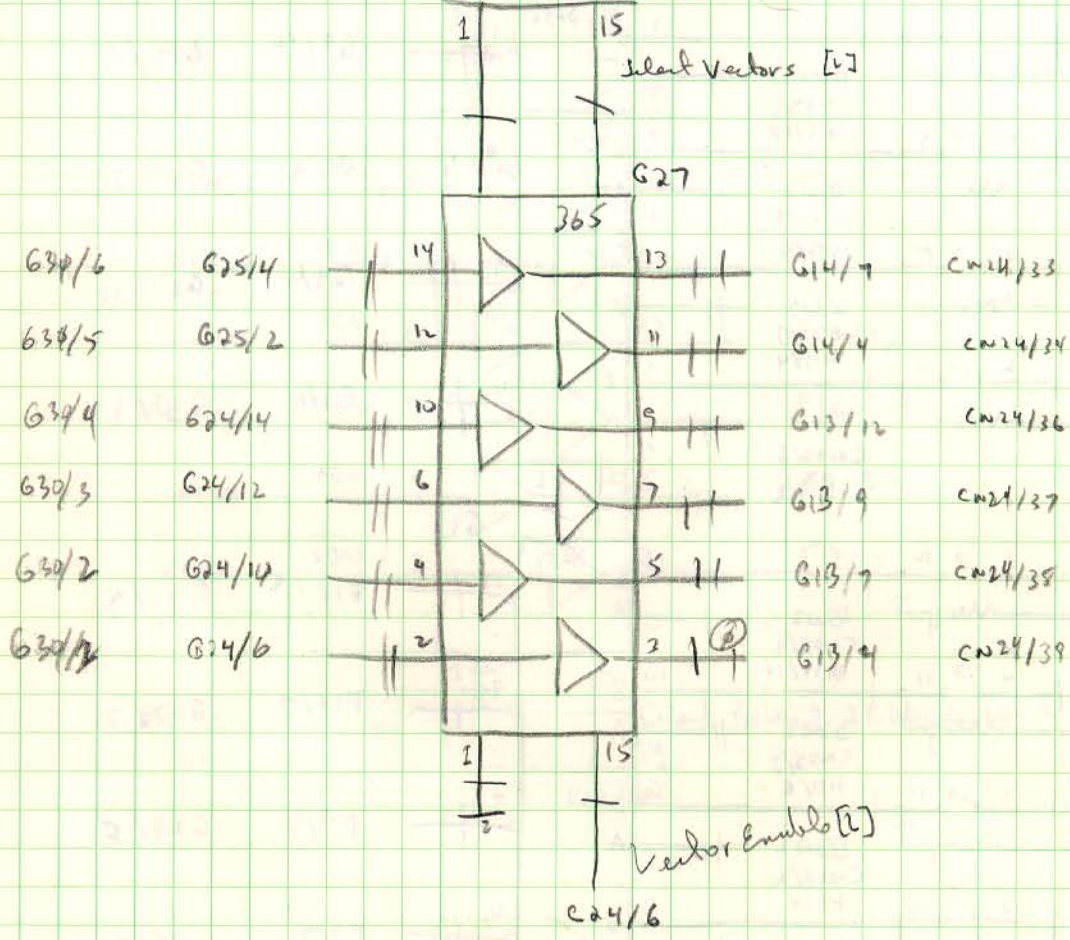 1 15
Select Vectors [L]
G27
365
G30/6 G25/4 14 13 G14/7 CN24/33
G30/5 G25/2 12 11 G14/4 CN24/34
G30/4 G24/14 10 9 G13/12 CN24/36
G30/3 G24/12 6 7 G13/9 CN24/37
G30/2 G24/10 4 5 G13/7 CN24/38
G24/6 2 3 G13/4 CN24/39
1 15
Vector Enable [L]
C24/6